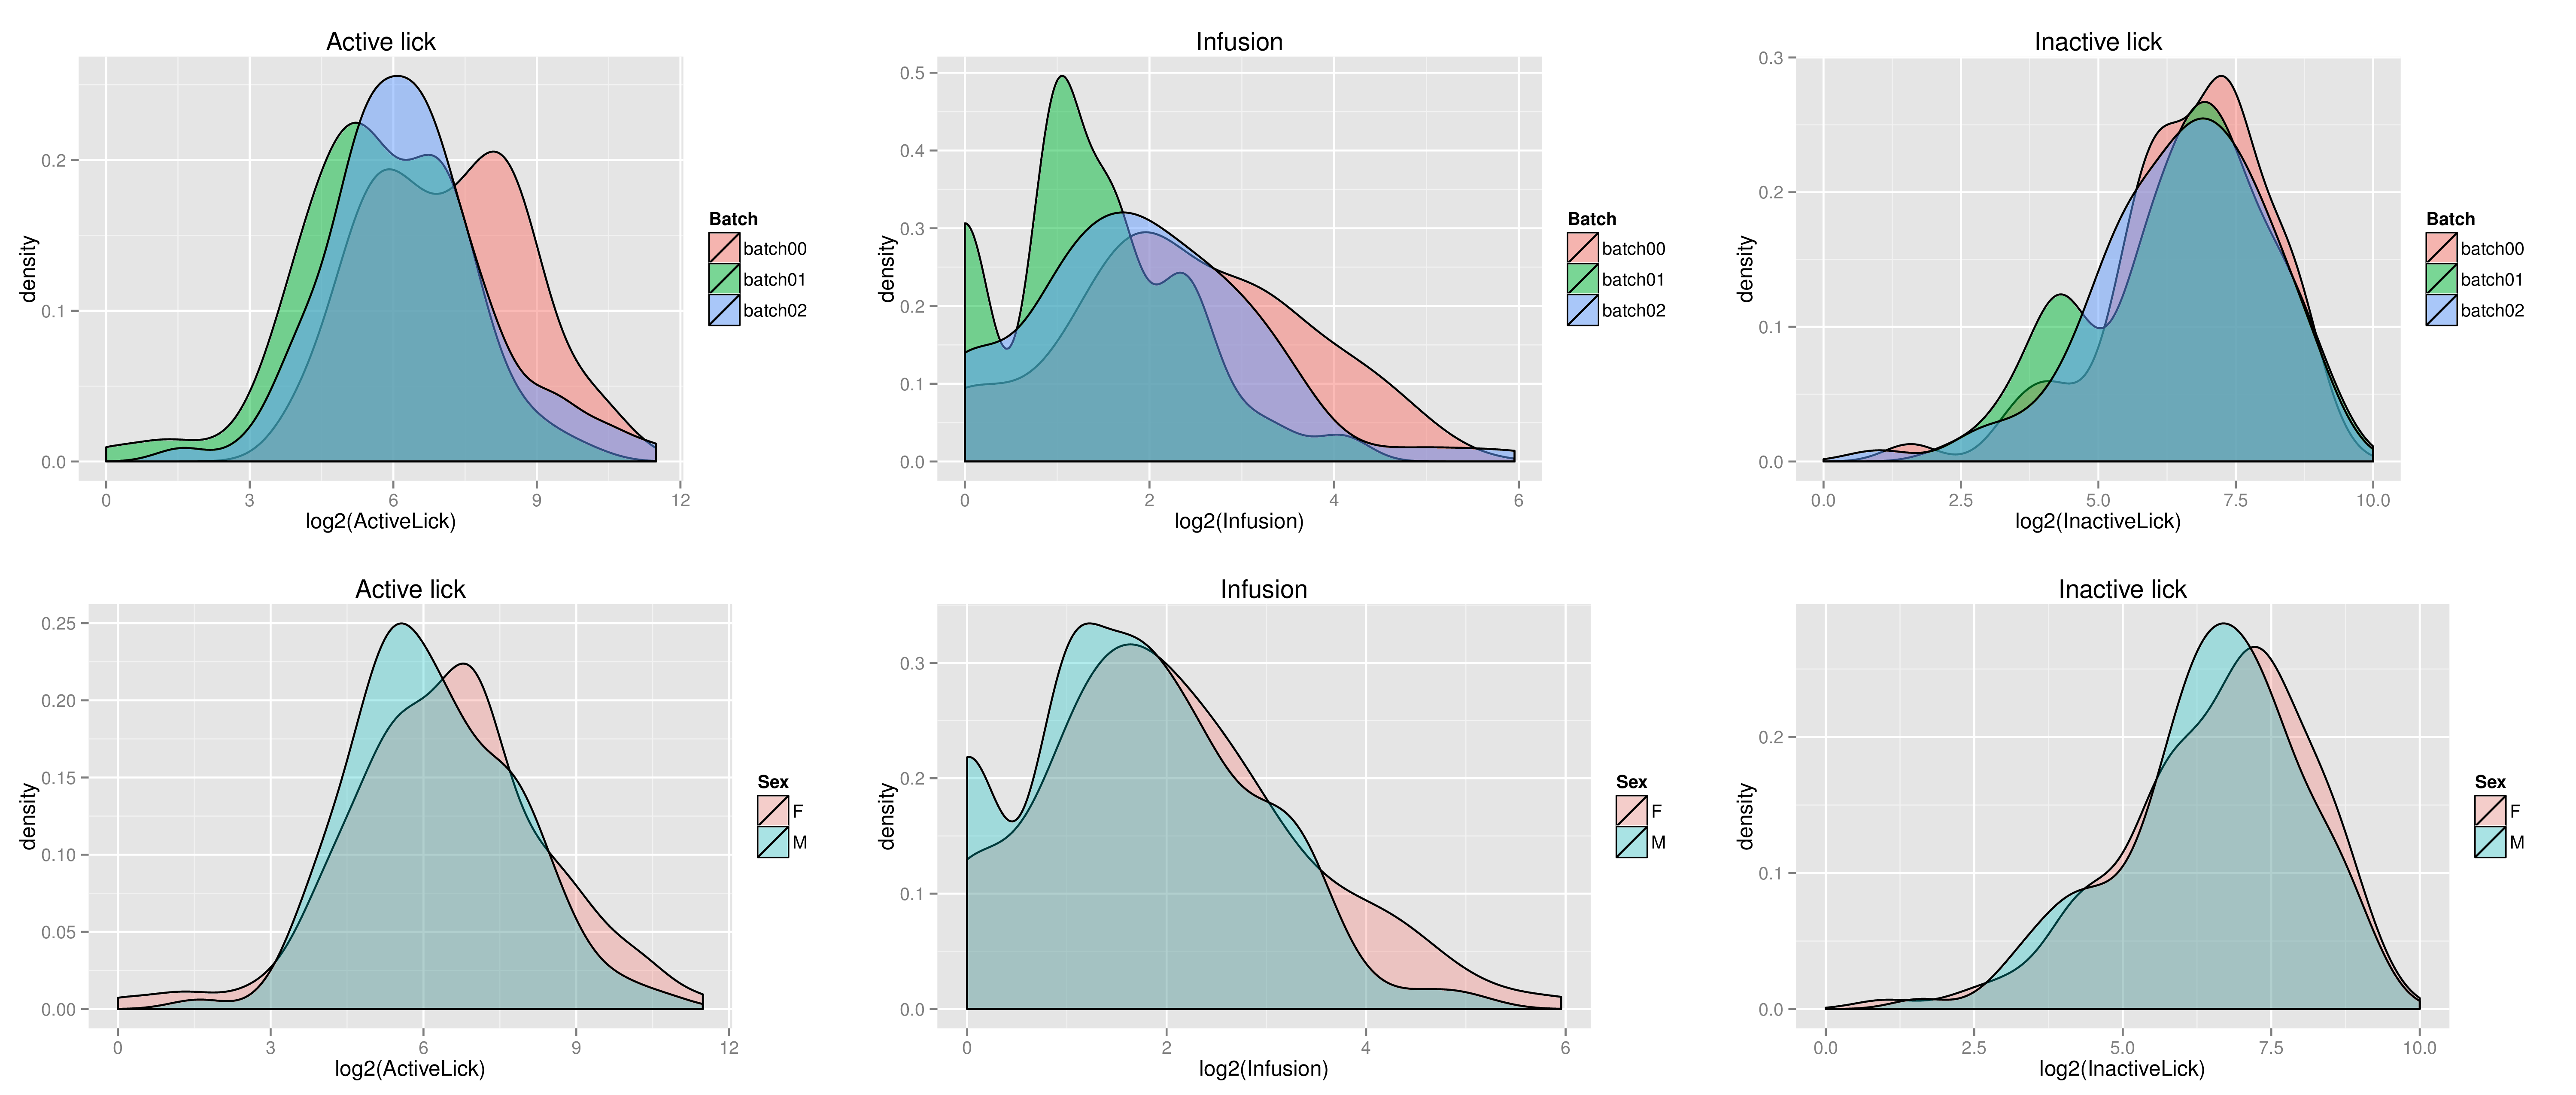 Active lick
density
0.2
0.1
0.0
0 3 6 9 12
log2(ActiveLick)
Batch
batch00
batch01
batch02
Infusion
density
0.5
0.4
0.3
0.2
0.1
0.0
0 2 4 6
log2(Infusion)
Batch
batch00
batch01
batch02
Inactive lick
density
0.3
0.2
0.1
0.0
0.0 2.5 5.0 7.5 10.0
log2(InactiveLick)
Batch
batch00
batch01
batch02
Active lick
density
0.25
0.20
0.15
0.10
0.05
0.00
0 3 6 9 12
log2(ActiveLick)
Sex
F
M
Infusion
density
0.3
0.2
0.1
0.0
0 2 4 6
log2(Infusion)
Sex
F
M
Inactive lick
density
0.2
0.1
0.0
0.0 2.5 5.0 7.5 10.0
log2(InactiveLick)
Sex
F
M